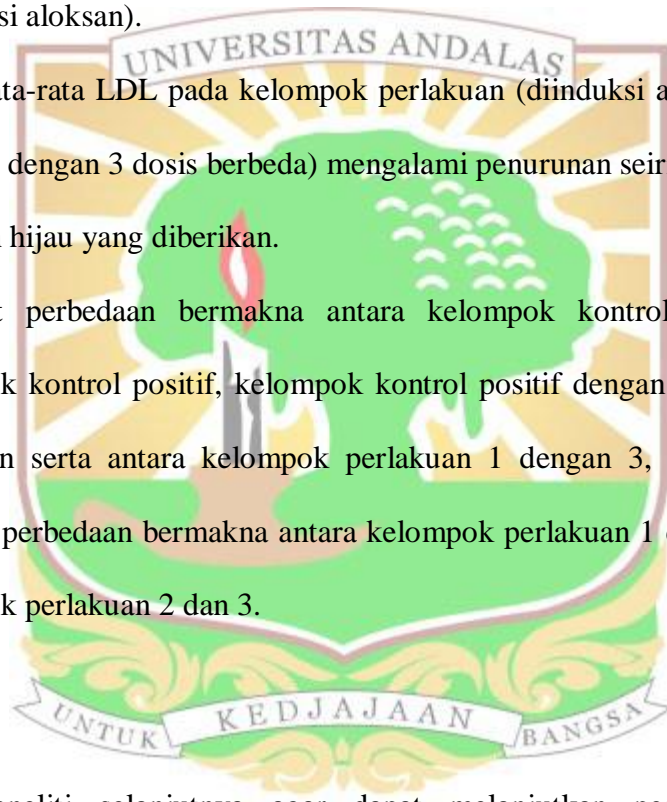 si aloksan).
UNIVERSITAS ANDALAS
ata-rata LDL pada kelompok perlakuan (diinduksi a
dengan 3 dosis berbeda) mengalami penurunan seir
hijau yang diberikan.
perbedaan bermakna antara kelompok kontrol
k kontrol positif, kelompok kontrol positif dengan
n serta antara kelompok perlakuan 1 dengan 3,
perbedaan bermakna antara kelompok perlakuan 1
k perlakuan 2 dan 3.
UNTUK KEDJAJAAN BANGSA